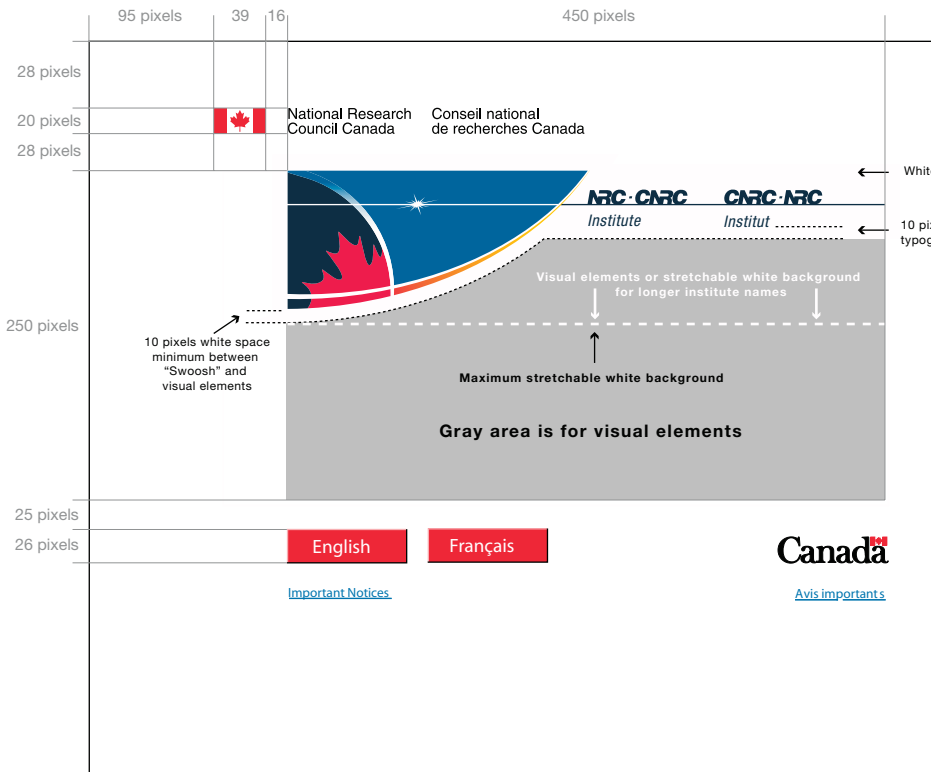 95 pixels
39
16
450 pixels
28 pixels
20 pixels
28 pixels
National Research
Council Canada
Conseil national
de recherches Canada
NRC·CNRC
Institute
CNRC·NRC
Institut
10
Visual elements or stretchable white background
for longer institute names
250 pixels
10 pixels white space
minimum between
“Swoosh” and
visual elements
Maximum stretchable white background
Gray area is for visual elements
25 pixels
26 pixels
English
Français
Canada
Important Notices
Avis importants